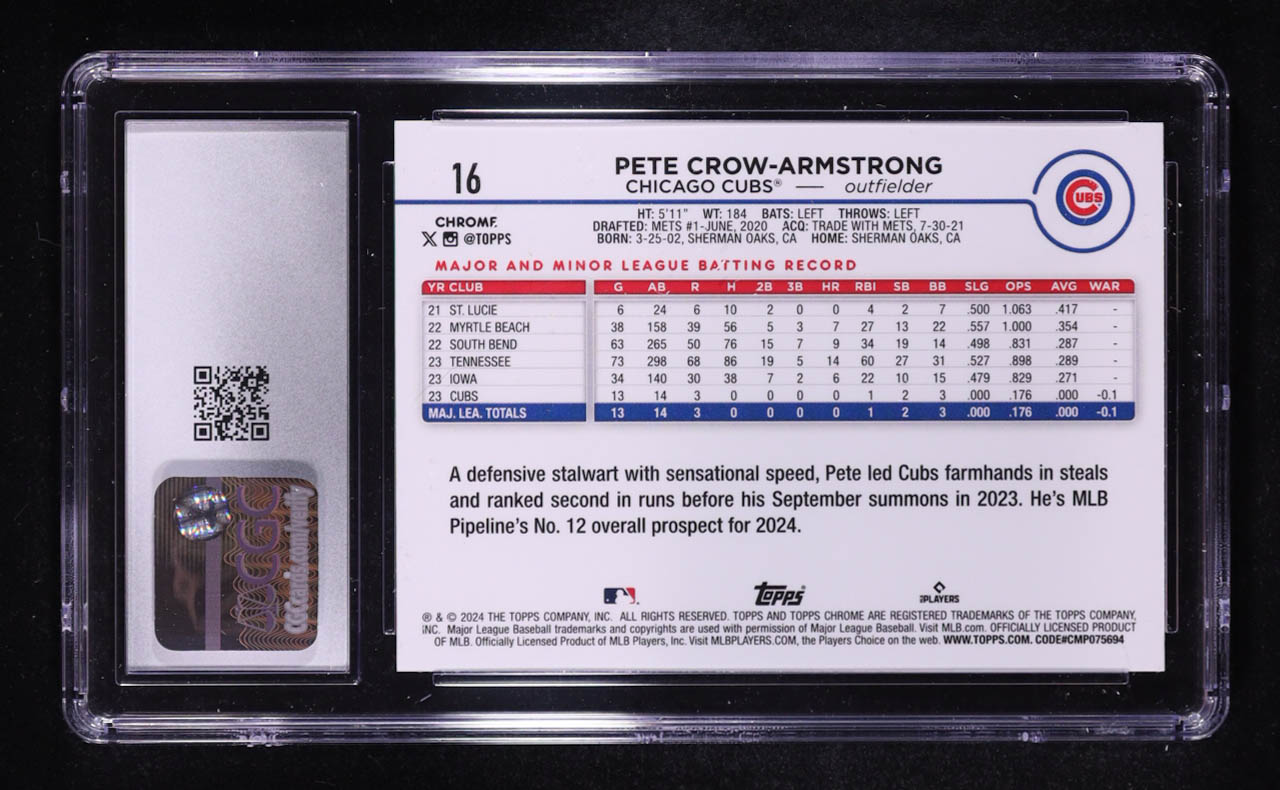 16
PETE CROW-ARMSTRONG
CHICAGO CUBS® — outfielder
CUBS
CHROME
@TOPPS
HT: 5'11" WT: 184 BATS: LEFT THROWS: LEFT
DRAFTED: METS #1-JUNE, 2020 ACQ: TRADE WITH METS, 7-30-21
BORN: 3-25-02, SHERMAN OAKS, CA HOME: SHERMAN OAKS, CA
MAJOR AND MINOR LEAGUE BATTING RECORD
YR CLUB G AB R H 2B 3B HR RBI SB BB SLG OPS AVG WAR
21 ST. LUCIE 6 24 6 10 2 0 0 4 2 7 .500 1.063 .417 -
22 MYRTLE BEACH 38 158 39 56 5 3 7 27 13 22 .557 1.000 .354 -
22 SOUTH BEND 63 265 50 76 15 7 9 34 19 14 .498 .831 .287 -
23 TENNESSEE 73 298 68 86 19 5 14 60 27 31 .527 .898 .289 -
23 IOWA 34 140 30 38 7 2 6 22 10 15 .479 .829 .271 -
23 CUBS 13 14 3 0 0 0 0 1 2 3 .000 .176 .000 -0.1
MAJ. LEA. TOTALS 13 14 3 0 0 0 0 1 2 3 .000 .176 .000 -0.1
A defensive stalwart with sensational speed, Pete led Cubs farmhands in steals
and ranked second in runs before his September summons in 2023. He's MLB
Pipeline's No. 12 overall prospect for 2024.
Topps
PLAYERS
® & © 2024 THE TOPPS COMPANY, INC. ALL RIGHTS RESERVED. TOPPS AND TOPPS CHROME ARE REGISTERED TRADEMARKS OF THE TOPPS COMPANY,
INC. Major League Baseball trademarks and copyrights are used with permission of Major League Baseball. Visit MLB.com. OFFICIALLY LICENSED PRODUCT
OF MLB. Officially Licensed Product of MLB Players, Inc. Visit MLBPLAYERS.COM, the Players Choice on the web. WWW.TOPPS.COM. CODE#CMP075694
CGC